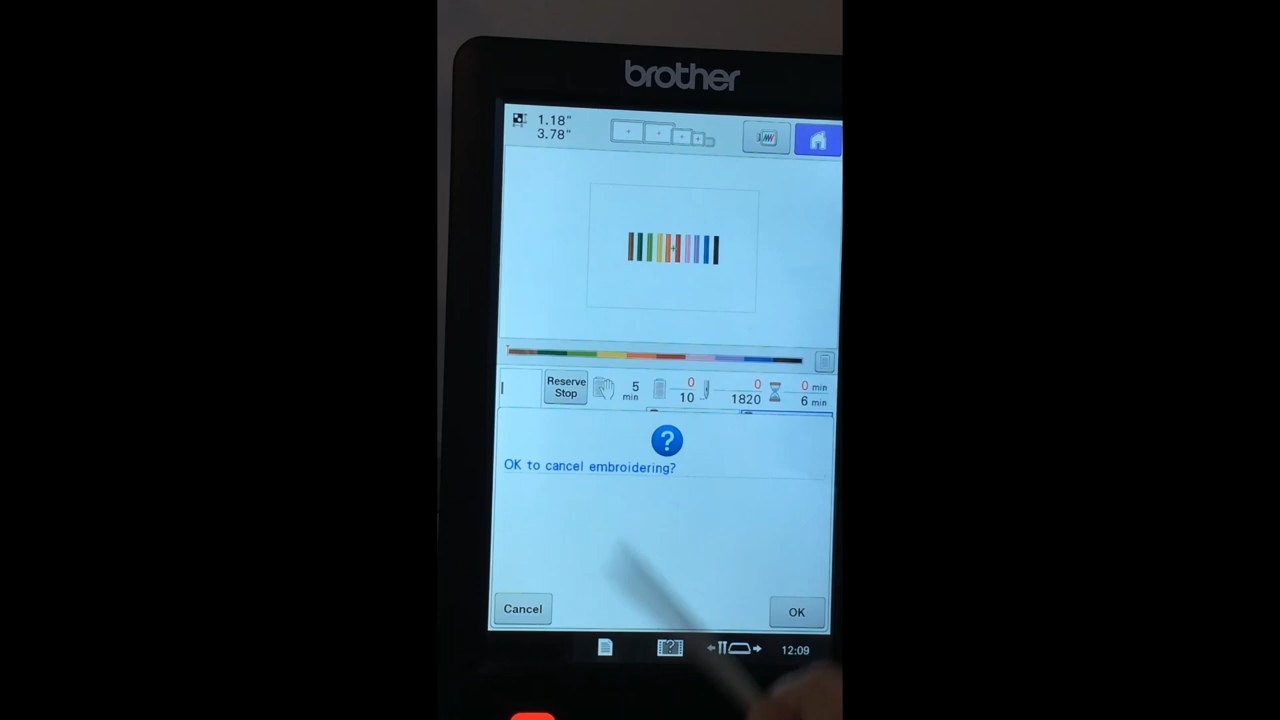 brother
1.18"
3.78"
Reserve Stop
5 min
0
10
0
1820
0 min
6 min
?
OK to cancel embroidering?
Cancel
OK
?
12:09